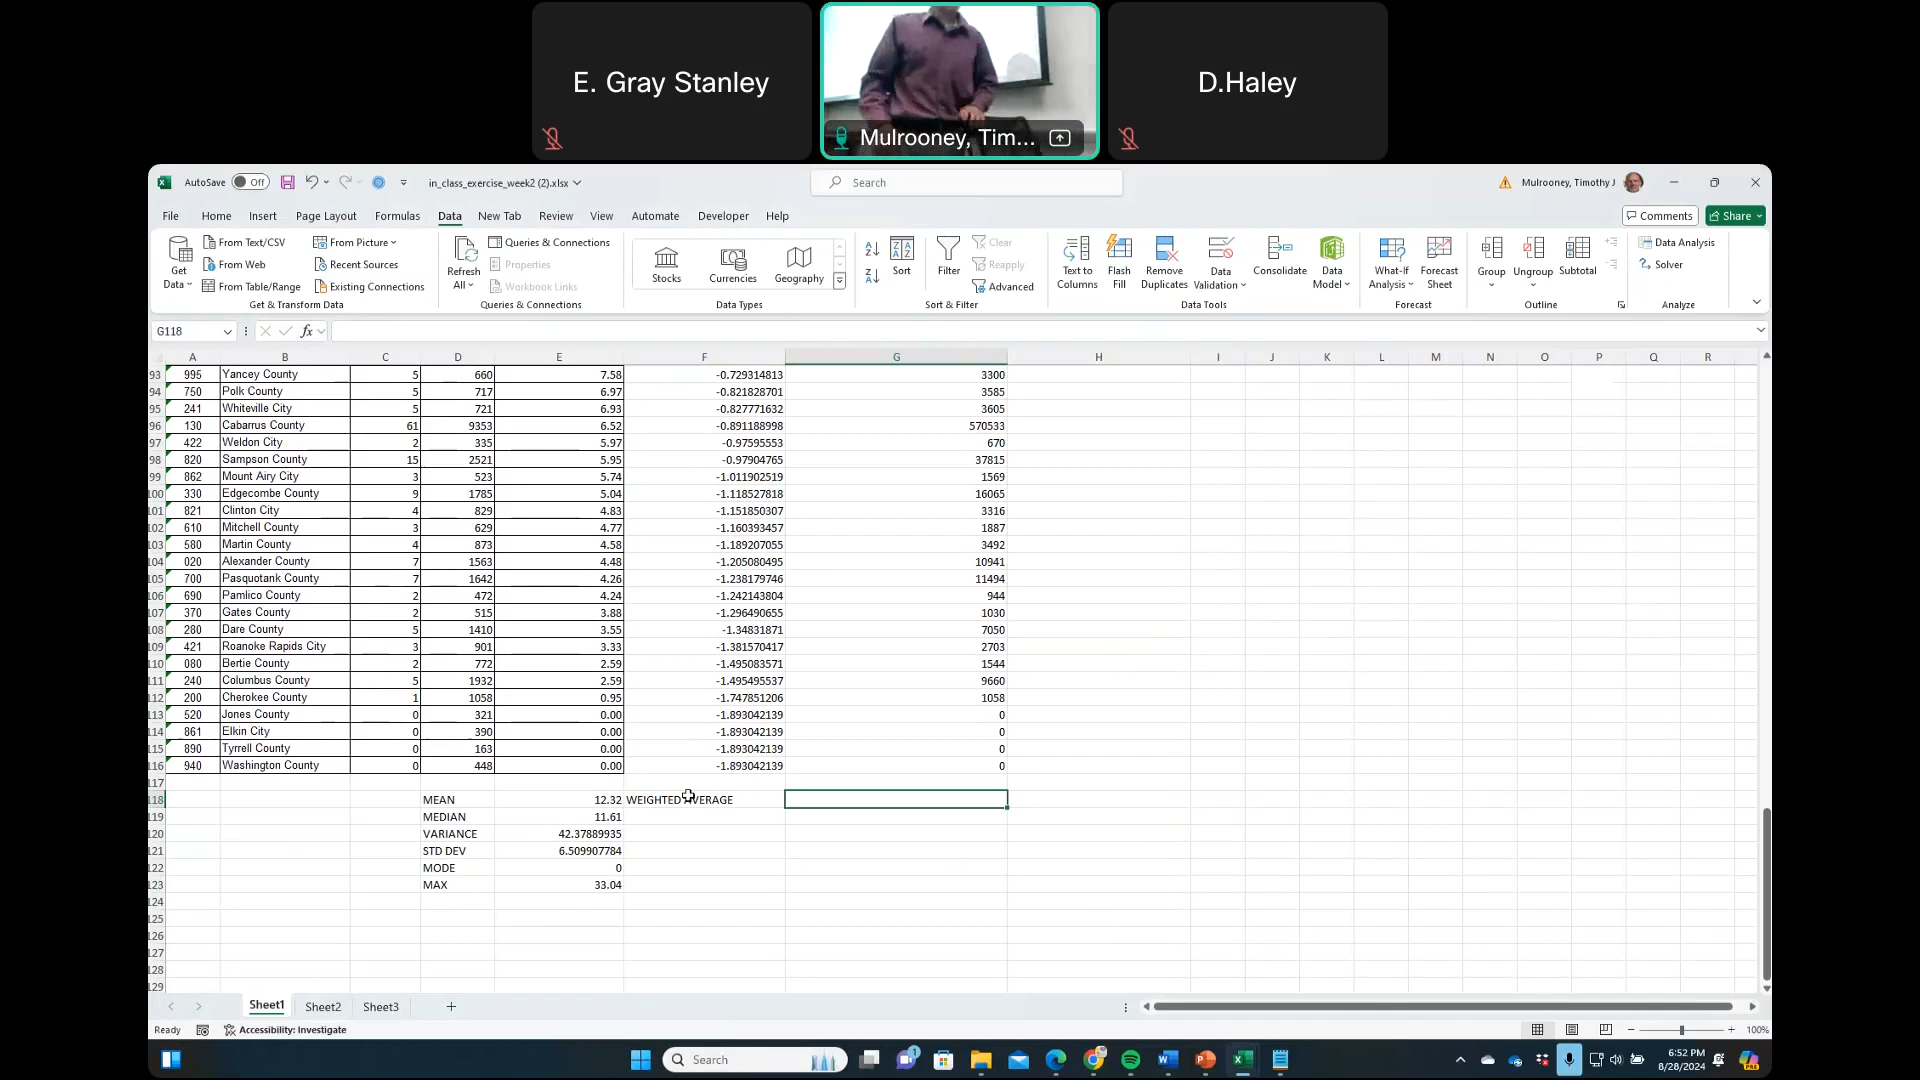 E. Gray Stanley
Mulrooney, Tim...
D.Haley
AutoSave Off in_class_exercise_week2 (2).xlsx Search Mulrooney, Timothy J
File Home Insert Page Layout Formulas Data New Tab Review View Automate Developer Help Comments Share
Get Data From Text/CSV From Web From Table/Range From Picture Recent Sources Existing Connections
Refresh All Queries & Connections Properties Workbook Links
Stocks Currencies Geography
Sort Filter Clear Reapply Advanced
Text to Columns Flash Fill Remove Duplicates Data Validation Consolidate Data Model
What-If Analysis Forecast Sheet
Group Ungroup Subtotal
Data Analysis Solver
Get & Transform Data Queries & Connections Data Types Sort & Filter Data Tools Forecast Outline Analyze
G118 fx
A B C D E F G H I J K L M N O P Q R
93 995 Yancey County 5 660 7.58 -0.729314813 3300
94 750 Polk County 5 717 6.97 -0.821828701 3585
95 241 Whiteville City 5 721 6.93 -0.827771632 3605
96 130 Cabarrus County 61 9353 6.52 -0.891188998 570533
97 422 Weldon City 2 335 5.97 -0.97595553 670
98 820 Sampson County 15 2521 5.95 -0.97904765 37815
99 862 Mount Airy City 3 523 5.74 -1.011902519 1569
100 330 Edgecombe County 9 1785 5.04 -1.118527818 16065
101 821 Clinton City 4 829 4.83 -1.151850307 3316
102 610 Mitchell County 3 629 4.77 -1.160393457 1887
103 580 Martin County 4 873 4.58 -1.189207055 3492
104 020 Alexander County 7 1563 4.48 -1.205080495 10941
105 700 Pasquotank County 7 1642 4.26 -1.238179746 11494
106 690 Pamlico County 2 472 4.24 -1.242143804 944
107 370 Gates County 2 515 3.88 -1.296490655 1030
108 280 Dare County 5 1410 3.55 -1.34831871 7050
109 421 Roanoke Rapids City 3 901 3.33 -1.381570417 2703
110 080 Bertie County 2 772 2.59 -1.495083571 1544
111 240 Columbus County 5 1932 2.59 -1.495495537 9660
112 200 Cherokee County 1 1058 0.95 -1.747851206 1058
113 520 Jones County 0 321 0.00 -1.893042139 0
114 861 Elkin City 0 390 0.00 -1.893042139 0
115 890 Tyrrell County 0 163 0.00 -1.893042139 0
116 940 Washington County 0 448 0.00 -1.893042139 0
117
118 MEAN 12.32 WEIGHTED AVERAGE
119 MEDIAN 11.61
120 VARIANCE 42.37889935
121 STD DEV 6.509907784
122 MODE 0
123 MAX 33.04
124
125
126
127
128
129
Sheet1 Sheet2 Sheet3
Ready Accessibility: Investigate 100%
Search 6:52 PM
8/28/2024